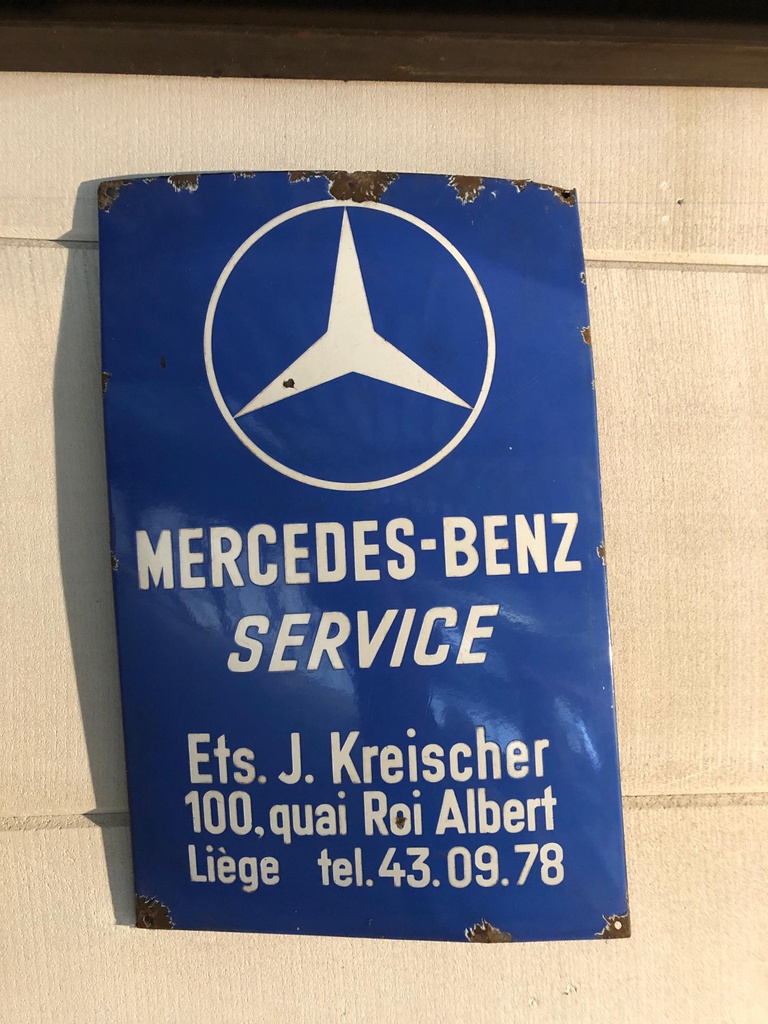 MERCEDES-BENZ
SERVICE
Ets. J. Kreischer
100, quai Roi Albert
Liège tel. 43.09.78